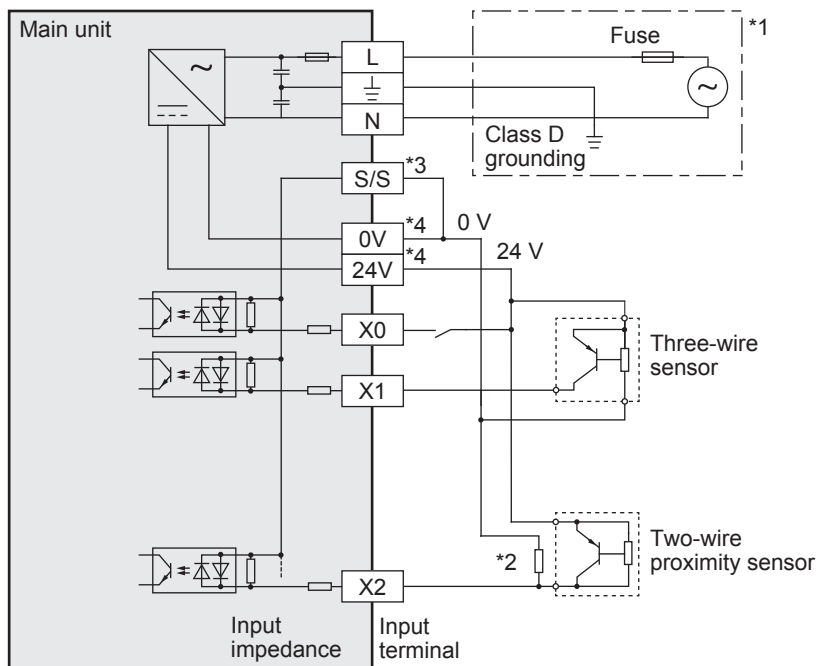 Main unit
L
N
Fuse
*1
Class D
grounding
S/S
*3
0V
*4
0 V
24V
*4
24 V
X0
X1
Three-wire
sensor
X2
*2
Two-wire
proximity sensor
Input
impedance
Input
terminal